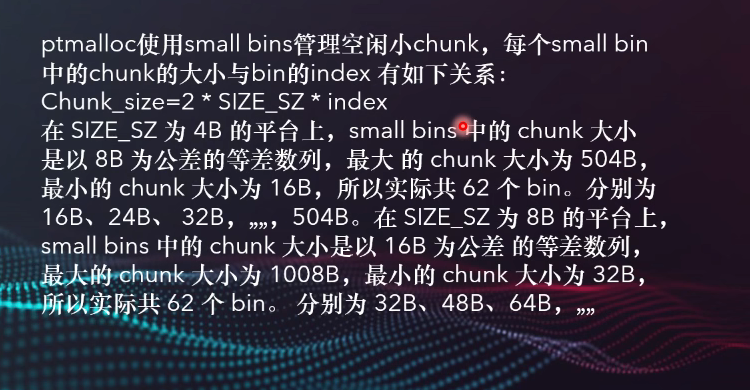 ptmalloc使用small bins管理空闲小chunk，每个small bin
中的chunk的大小与bin的index 有如下关系：
Chunk_size=2 * SIZE_SZ * index
在 SIZE_SZ 为 4B 的平台上，small bins 中的 chunk 大小
是以 8B 为公差的等差数列，最大 的 chunk 大小为 504B，
最小的 chunk 大小为 16B，所以实际共 62 个 bin。分别为
16B、24B、 32B，„„，504B。在 SIZE_SZ 为 8B 的平台上，
small bins 中的 chunk 大小是以 16B 为公差 的等差数列，
最大的 chunk 大小为 1008B，最小的 chunk 大小为 32B，
所以实际共 62 个 bin。 分别为 32B、48B、64B，„„